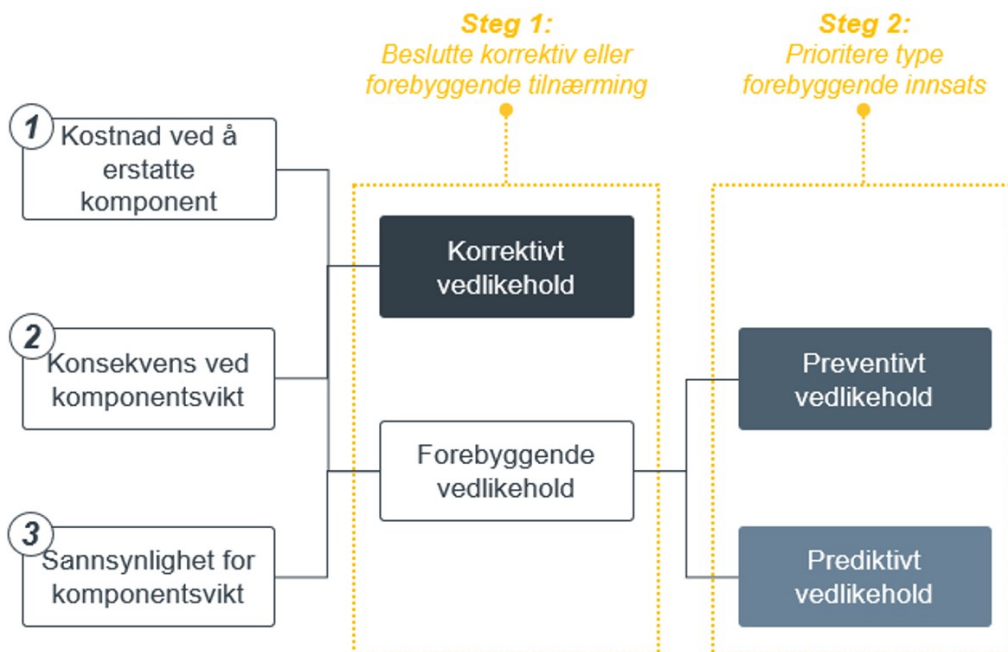 Steg 1:
Beslutte korrektiv eller
forebyggende tilnærming
Steg 2:
Prioritere type
forebyggende innsats
1
Kostnad ved å
erstatte
komponent
2
Konsekvens ved
komponentsvikt
3
Sannsynlighet for
komponentsvikt
Korrektivt
vedlikehold
Forebyggende
vedlikehold
Preventivt
vedlikehold
Prediktivt
vedlikehold